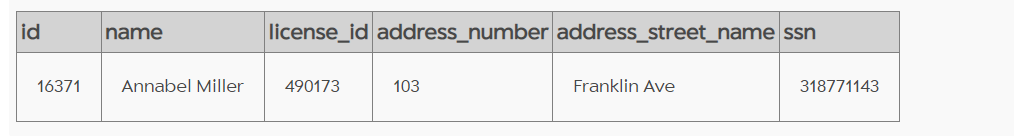 id name license_id address_number address_street_name ssn
16371 Annabel Miller 490173 103 Franklin Ave 318771143